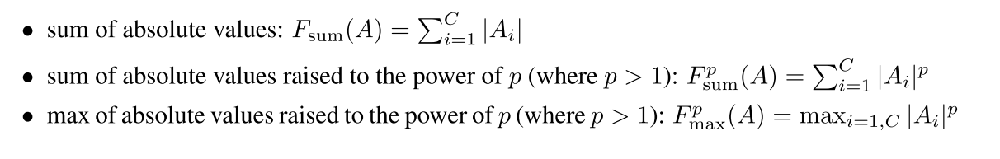 • sum of absolute values: $F_{\text{sum}}(A) = \sum_{i=1}^{C} |A_i|$
• sum of absolute values raised to the power of $p$ (where $p > 1$): $F_{\text{sum}}^{p}(A) = \sum_{i=1}^{C} |A_i|^p$
• max of absolute values raised to the power of $p$ (where $p > 1$): $F_{\text{max}}^{p}(A) = \max_{i=1,C} |A_i|^p$